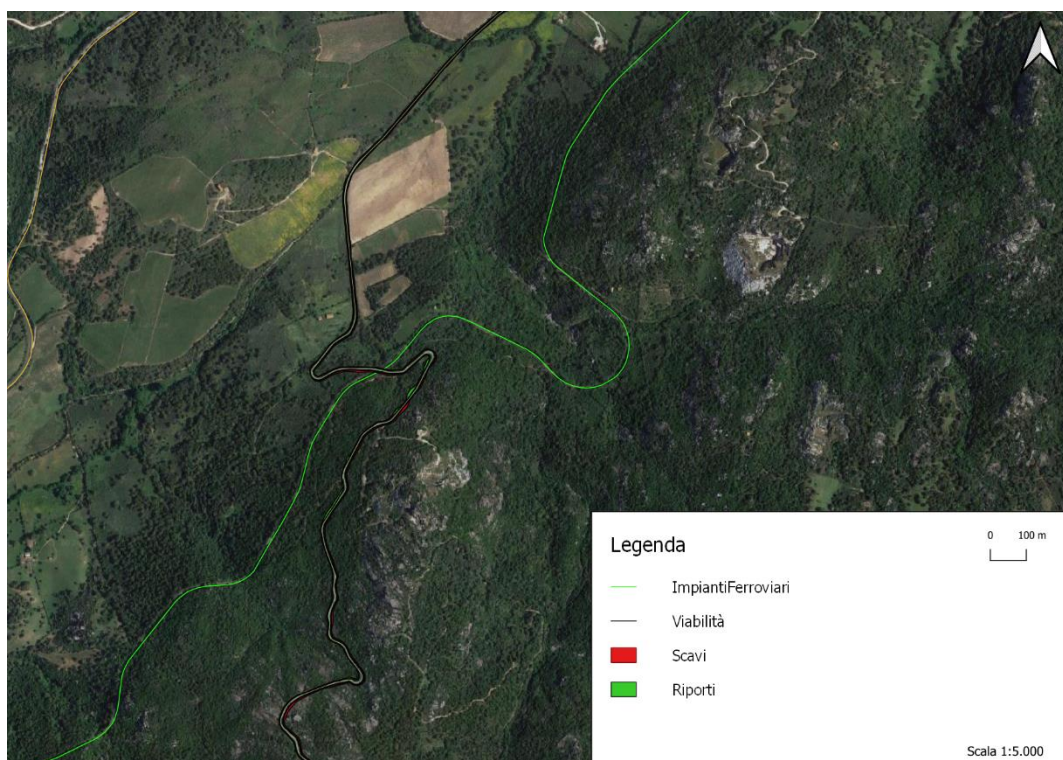 Legenda
0 100 m
ImpiantiFerroviari
Viabilità
Scavi
Riporti
Scala 1:5.000